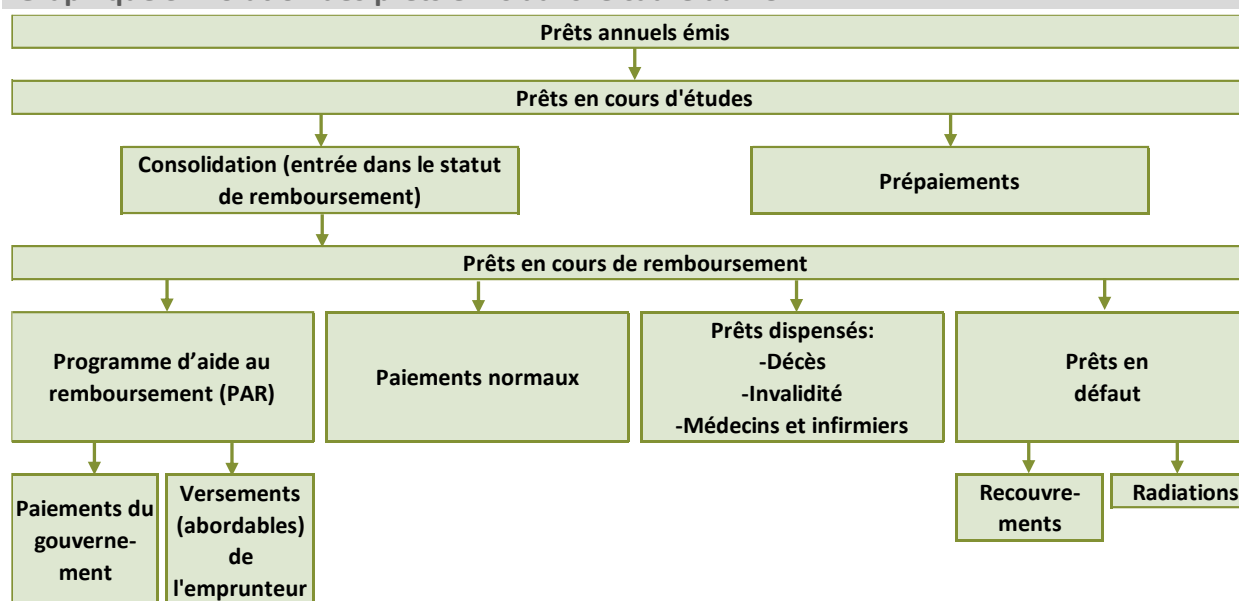 Prêts annuels émis
Prêts en cours d'études
Consolidation (entrée dans le statut
de remboursement)
Prépaiements
Prêts en cours de remboursement
Programme d’aide au
remboursement (PAR)
Paiements normaux
Prêts dispensés:
-Décès
-Invalidité
-Médecins et infirmiers
Prêts en
défaut
Paiements du
gouverne-
ment
Versements
(abordables)
de
l'emprunteur
Recouvre-
ments
Radiations